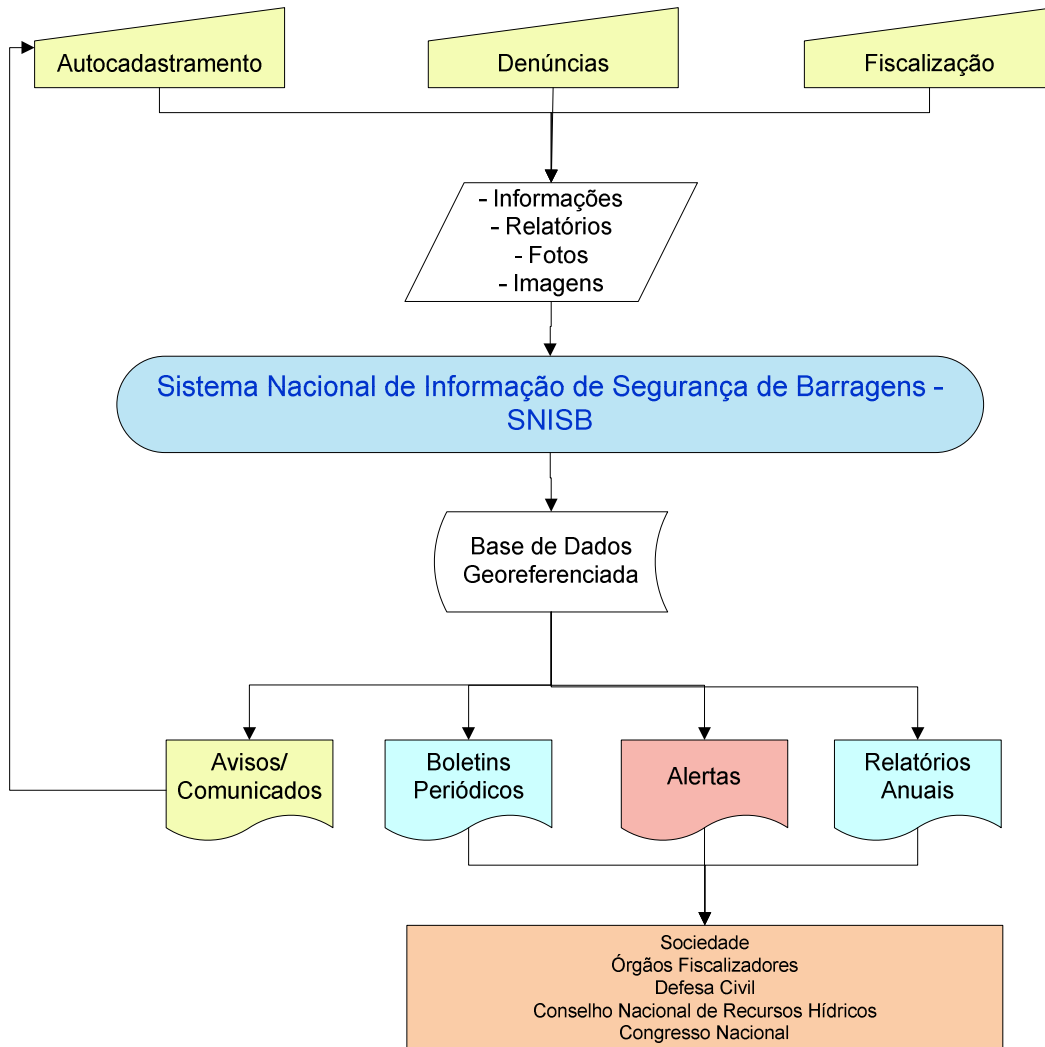 Autocadastramento
Denúncias
Fiscalização
- Informações
- Relatórios
- Fotos
- Imagens
Sistema Nacional de Informação de Segurança de Barragens -
SNISB
Base de Dados
Georeferenciada
Avisos/
Comunicados
Boletins
Periódicos
Alertas
Relatórios
Anuais
Sociedade
Órgãos Fiscalizadores
Defesa Civil
Conselho Nacional de Recursos Hídricos
Congresso Nacional